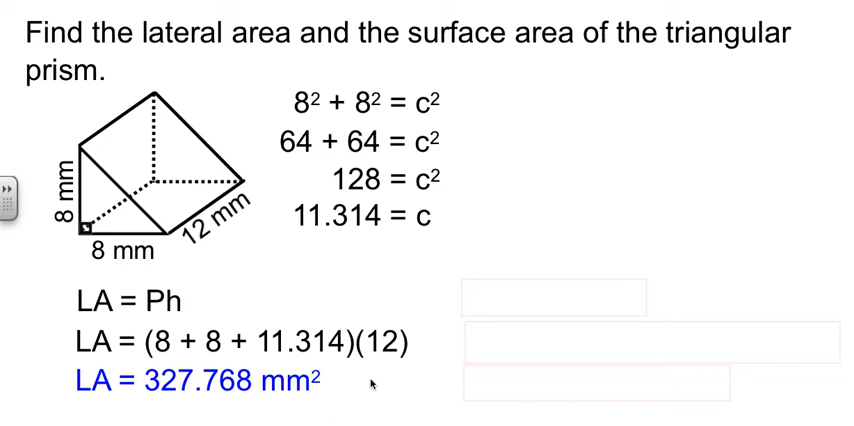 Find the lateral area and the surface area of the triangular
prism.
8² + 8² = c²
64 + 64 = c²
128 = c²
11.314 = c
8 mm
8 mm
12 mm
LA = Ph
LA = (8 + 8 + 11.314)(12)
LA = 327.768 mm²